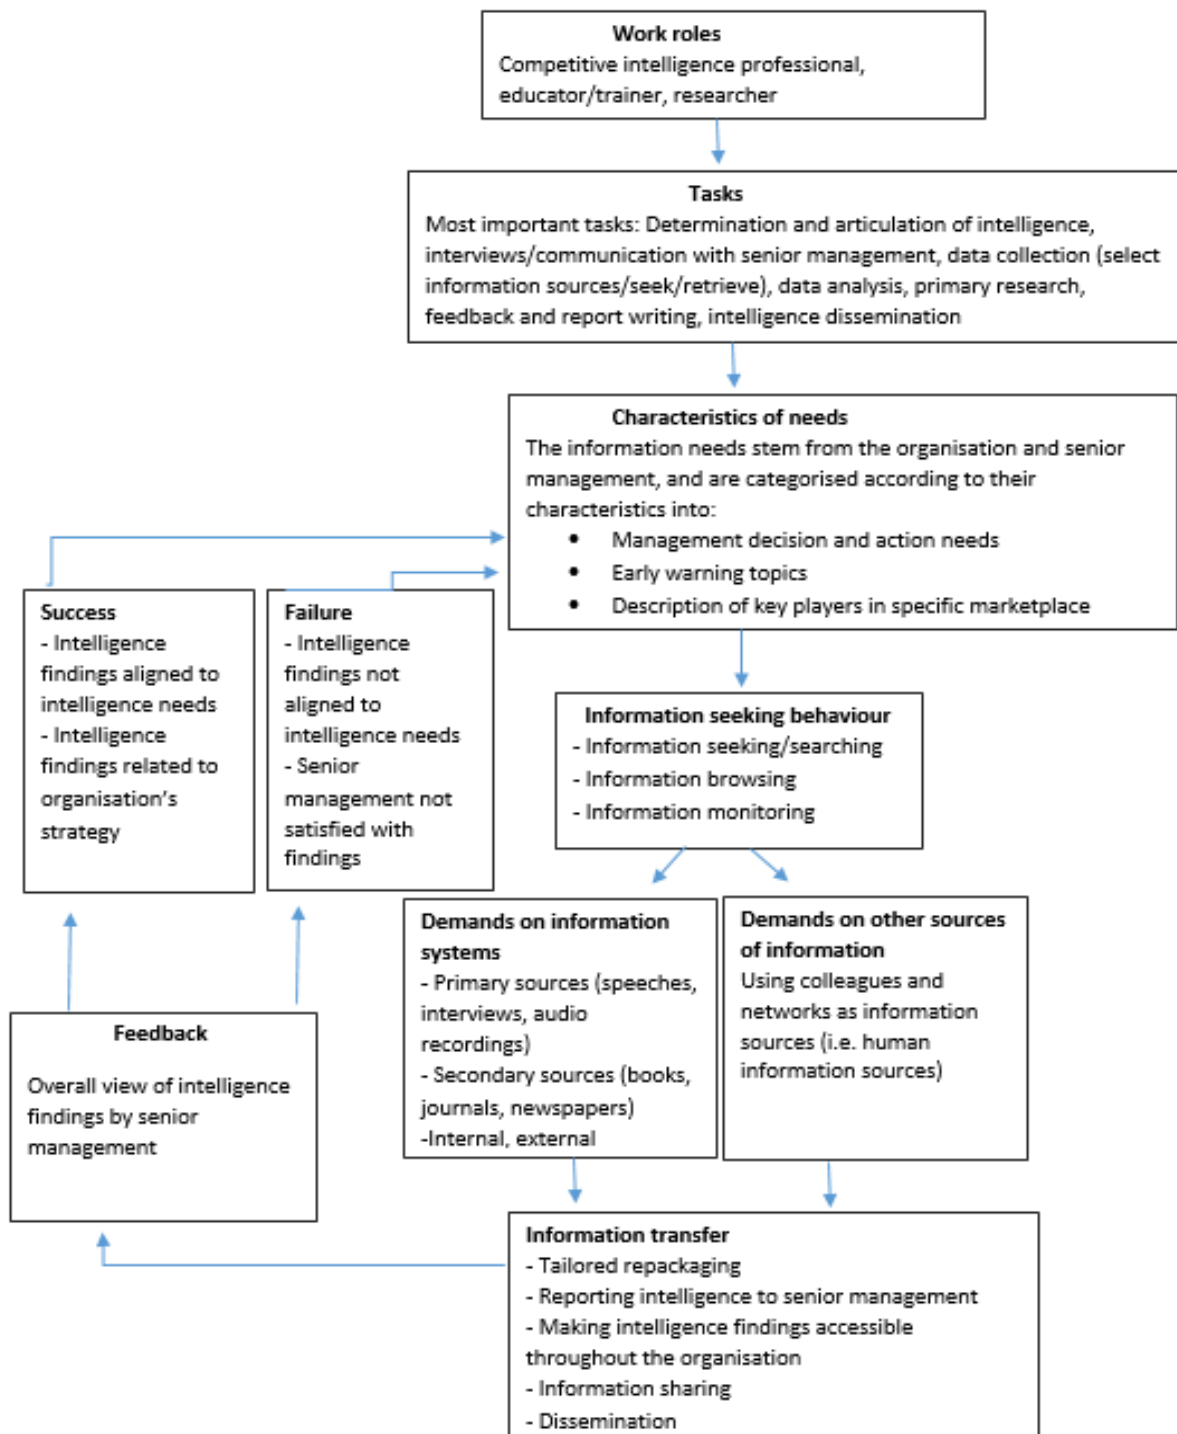 Work roles
Competitive intelligence professional,
educator/trainer, researcher
Tasks
Most important tasks: Determination and articulation of intelligence,
interviews/communication with senior management, data collection (select
information sources/seek/retrieve), data analysis, primary research,
feedback and report writing, intelligence dissemination
Characteristics of needs
The information needs stem from the organisation and senior
management, and are categorised according to their
characteristics into:
• Management decision and action needs
• Early warning topics
• Description of key players in specific marketplace
Success
- Intelligence
findings aligned to
intelligence needs
- Intelligence
findings related to
organisation's
strategy
Failure
- Intelligence
findings not
aligned to
intelligence needs
- Senior
management not
satisfied with
findings
Information seeking behaviour
- Information seeking/searching
- Information browsing
- Information monitoring
Demands on information
systems
- Primary sources (speeches,
interviews, audio
recordings)
- Secondary sources (books,
journals, newspapers)
-Internal, external
Demands on other sources
of information
Using colleagues and
networks as information
sources (i.e. human
information sources)
Feedback
Overall view of intelligence
findings by senior
management
Information transfer
- Tailored repackaging
- Reporting intelligence to senior management
- Making intelligence findings accessible
throughout the organisation
- Information sharing
- Dissemination